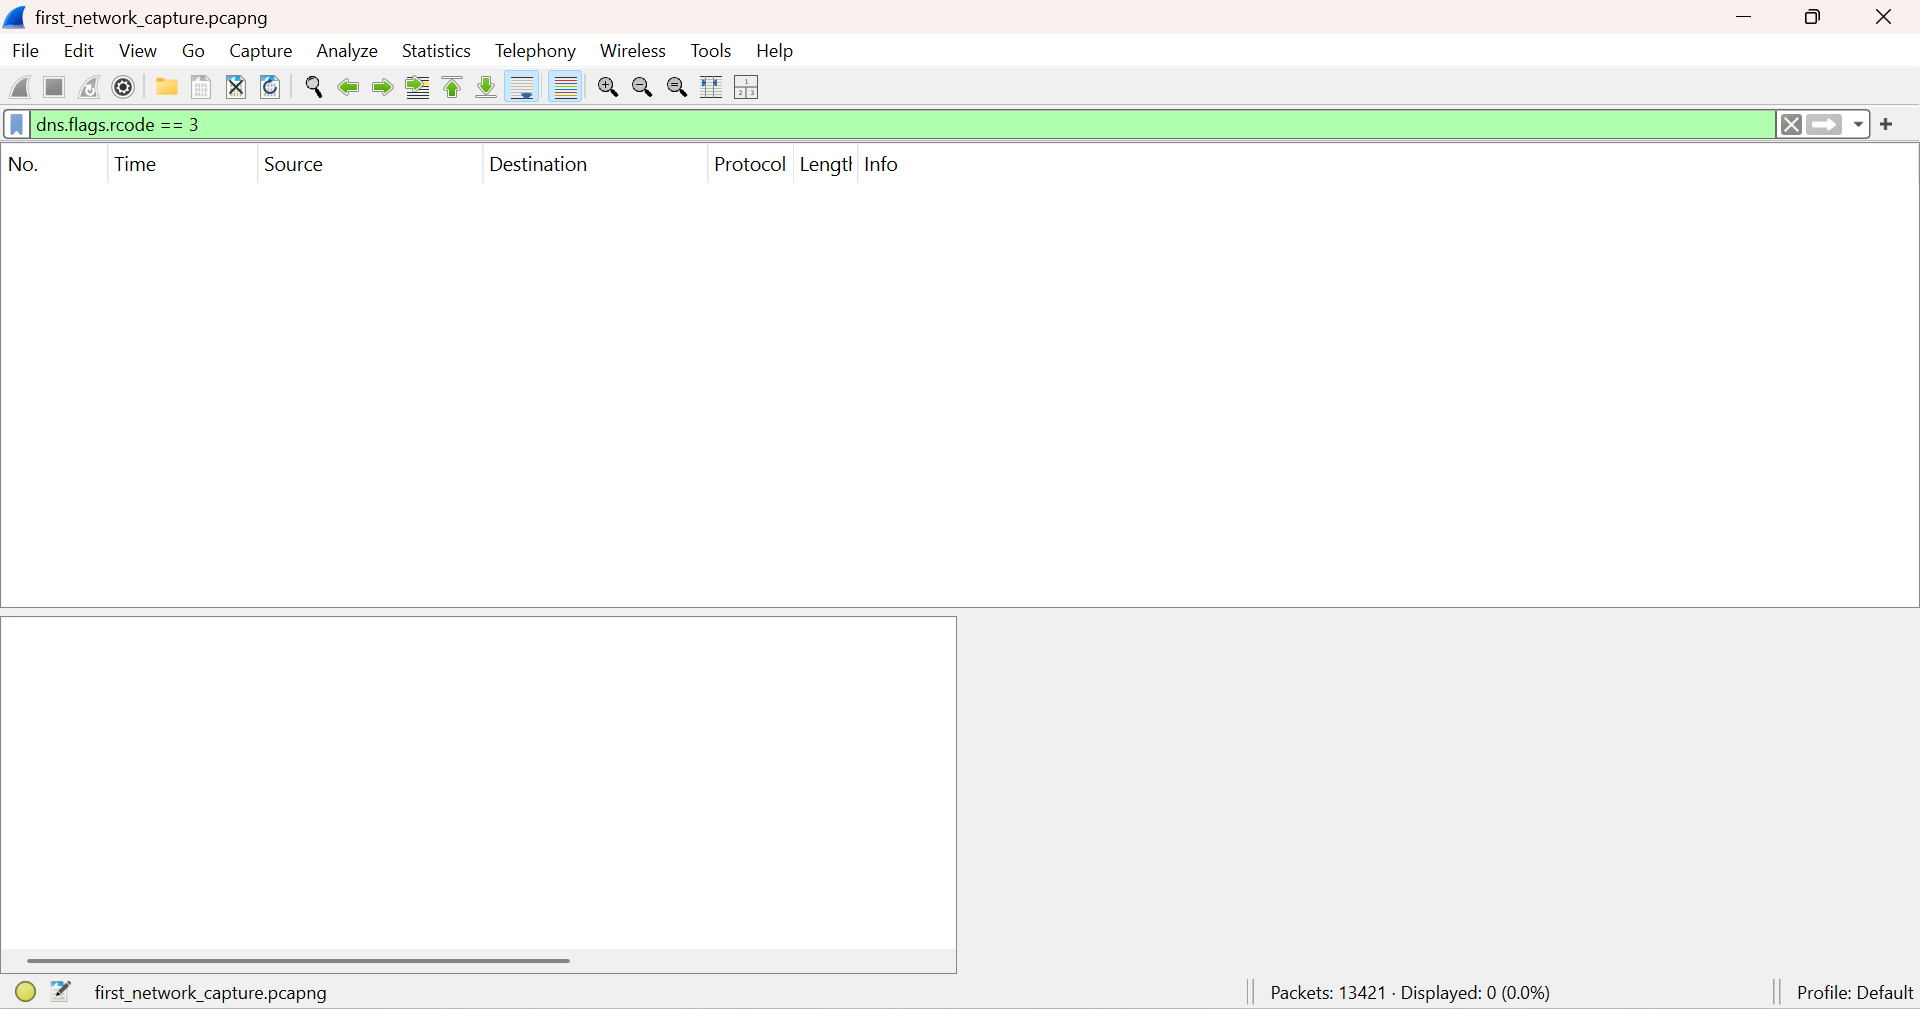 first_network_capture.pcapng
File Edit View Go Capture Analyze Statistics Telephony Wireless Tools Help
dns.flags.rcode == 3
No. Time Source Destination Protocol Lengtl Info
first_network_capture.pcapng Packets: 13421 · Displayed: 0 (0.0%) Profile: Default